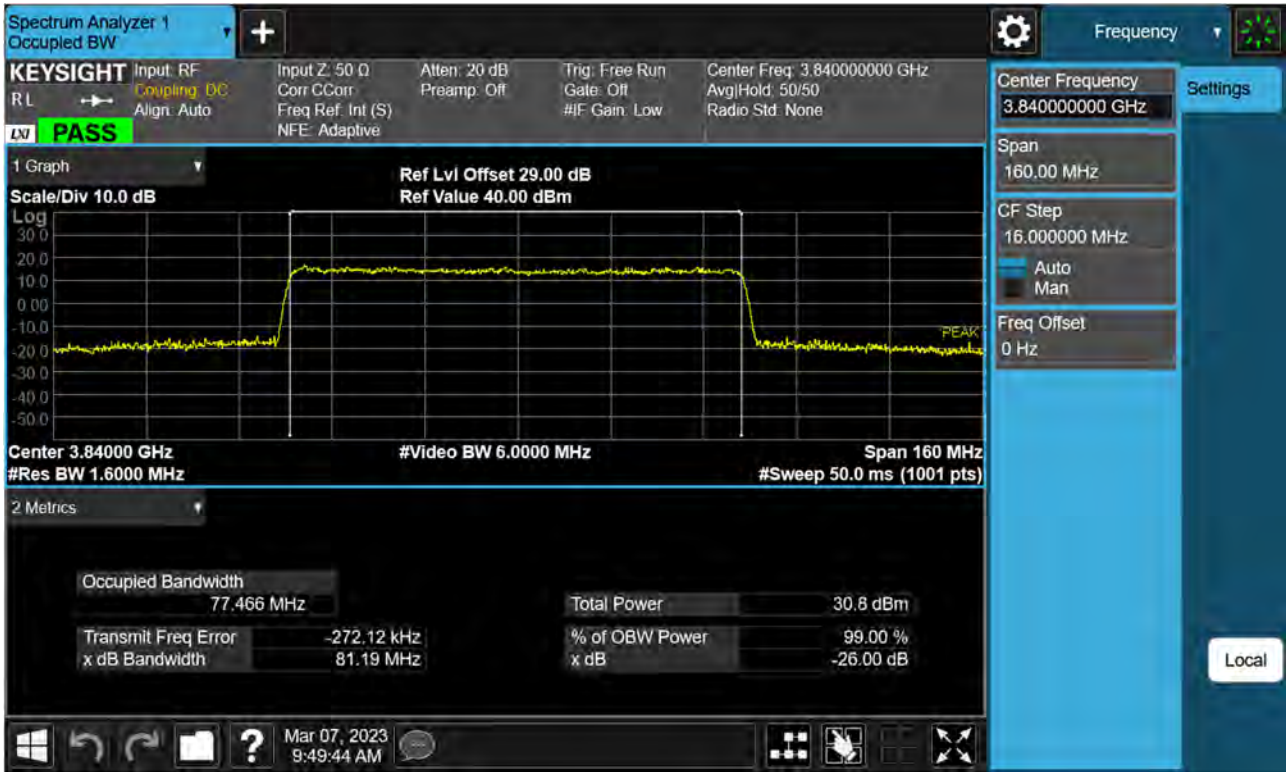 Spectrum Analyzer 1
Occupied BW
+
Frequency
KEYSIGHT
R L
LXI
PASS
Input: RF
Coupling: DC
Align: Auto
Input Z: 50 Ω
Corr CCorr
Freq Ref: Int (S)
NFE: Adaptive
Atten: 20 dB
Preamp: Off
Trig: Free Run
Gate: Off
#IF Gain: Low
Center Freq: 3.840000000 GHz
Avg|Hold: 50/50
Radio Std: None
1 Graph
Scale/Div 10.0 dB
Ref Lvl Offset 29.00 dB
Ref Value 40.00 dBm
Log
30.0
20.0
10.0
0.00
-10.0
-20.0
-30.0
-40.0
-50.0
PEAK
Center 3.84000 GHz
#Video BW 6.0000 MHz
Span 160 MHz
#Res BW 1.6000 MHz
#Sweep 50.0 ms (1001 pts)
2 Metrics
Occupied Bandwidth
77.466 MHz
Total Power 30.8 dBm
Transmit Freq Error -272.12 kHz
% of OBW Power 99.00 %
x dB Bandwidth 81.19 MHz
x dB -26.00 dB
?
Mar 07, 2023
9:49:44 AM
Center Frequency
3.840000000 GHz
Settings
Span
160.00 MHz
CF Step
16.000000 MHz
Auto
Man
Freq Offset
0 Hz
Local